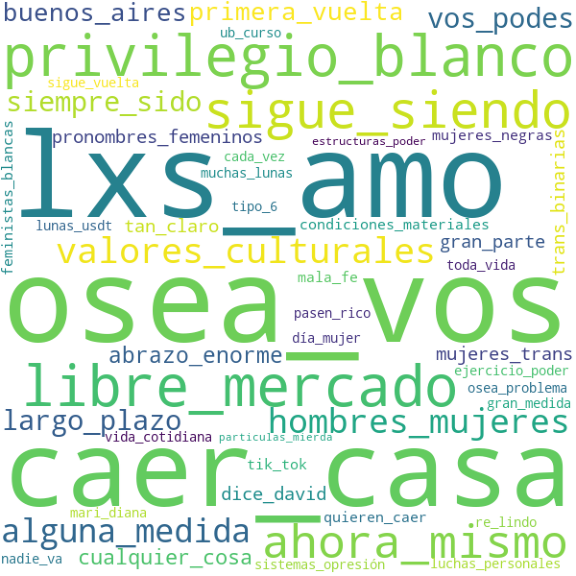 buenos_aires primera_vuelta vos_podes
ub_curso
privilegio_blanco
sigue_vuelta
siempre_sido sigue_siendo
feministas_blancas
pronombres_femeninos estructuras_poder mujeres_negras
trans_binarias
lxs_amo
cada_vez
muchas_lunas
tipo_6
lunas_usdt tan_claro condiciones_materiales
valores_culturales gran_parte
toda_vida
mala_fe
osea_vos
pasen_rico
día_mujer
abrazo_enorme mujeres_trans
libre_mercado ejercicio_poder
osea_problema
gran_medida
largo_plazo hombres_mujeres
vida_cotidiana particulas_mierda
caer_casa
tik_tok
dice_david
mari_diana quieren_caer re_lindo
alguna_medida ahora_mismo
nadie_va cualquier_cosa sistemas_opresión luchas_personales